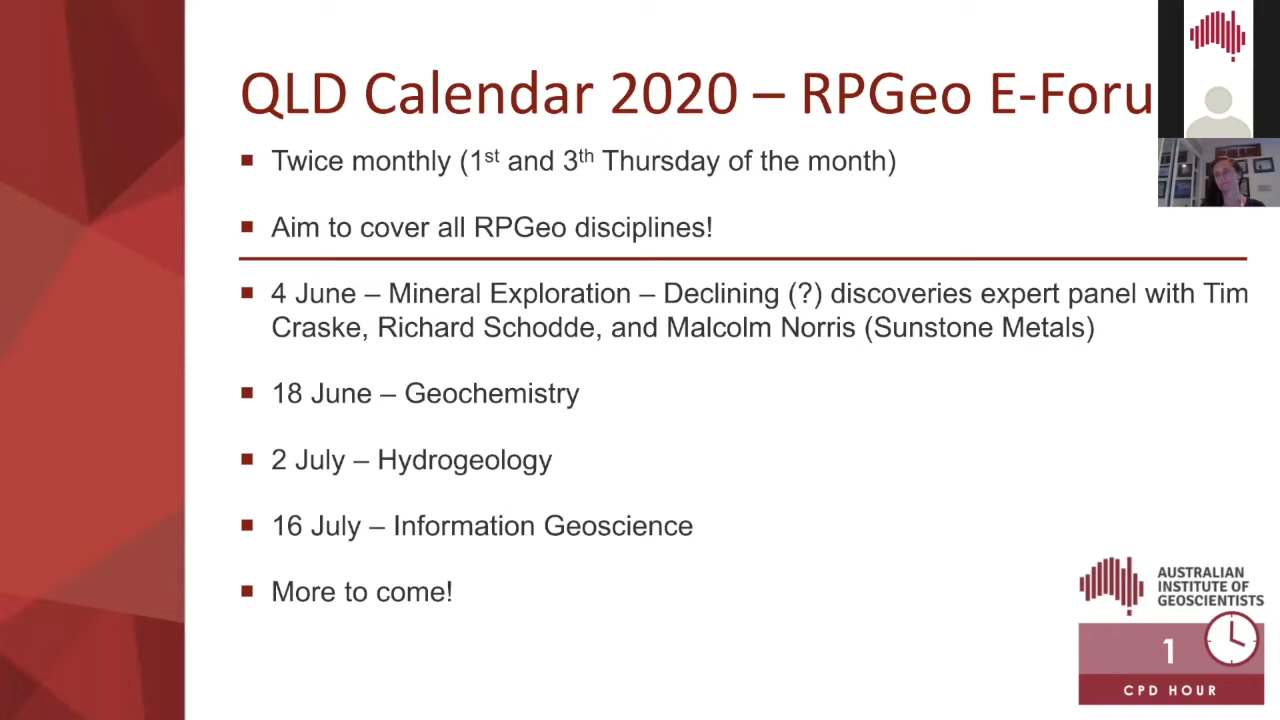 QLD Calendar 2020 – RPGeo E-Foru
▪ Twice monthly (1st and 3th Thursday of the month)
▪ Aim to cover all RPGeo disciplines!
▪ 4 June – Mineral Exploration – Declining (?) discoveries expert panel with Tim
Craske, Richard Schodde, and Malcolm Norris (Sunstone Metals)
▪ 18 June – Geochemistry
▪ 2 July – Hydrogeology
▪ 16 July – Information Geoscience
▪ More to come!
AUSTRALIAN
INSTITUTE OF
GEOSCIENTISTS
1
CPD HOUR